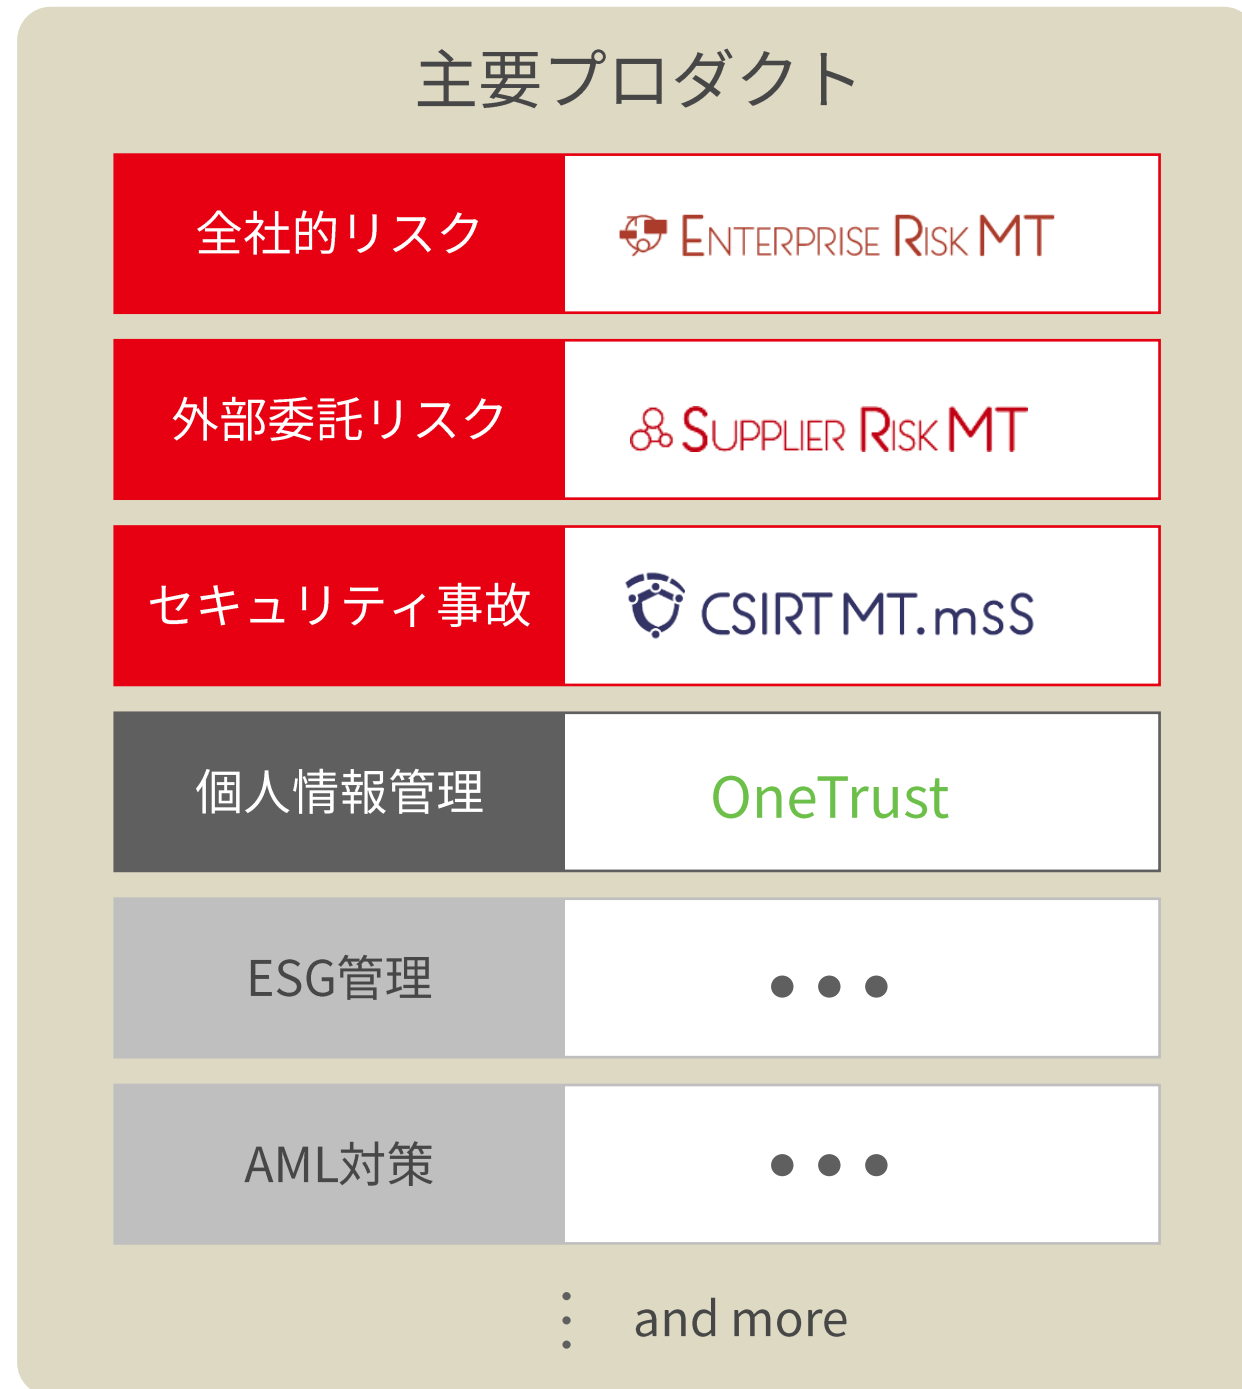 主要プロダクト
全社的リスク
ENTERPRISE RISK MT
外部委託リスク
SUPPLIER RISK MT
セキュリティ事故
CSIRT MT.msS
個人情報管理
OneTrust
ESG管理
●●●
AML対策
●●●
⋮ and more